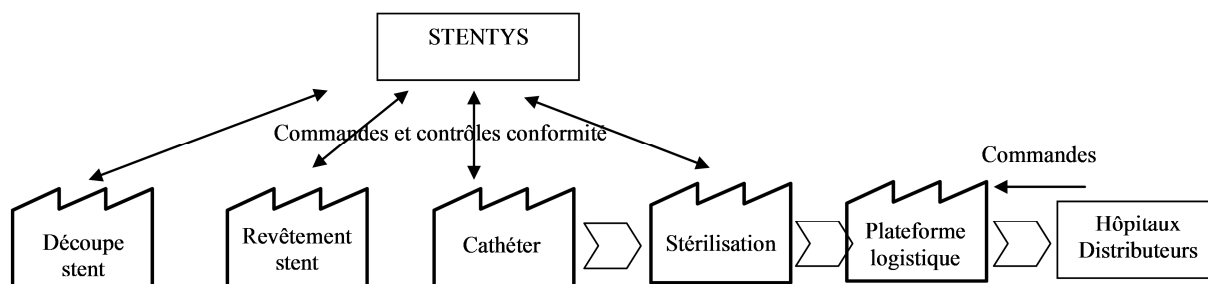 STENTYS
Commandes et contrôles conformité
Commandes
Découpe
stent
Revêtement
stent
Cathéter
Stérilisation
Plateforme
logistique
Hôpitaux
Distributeurs